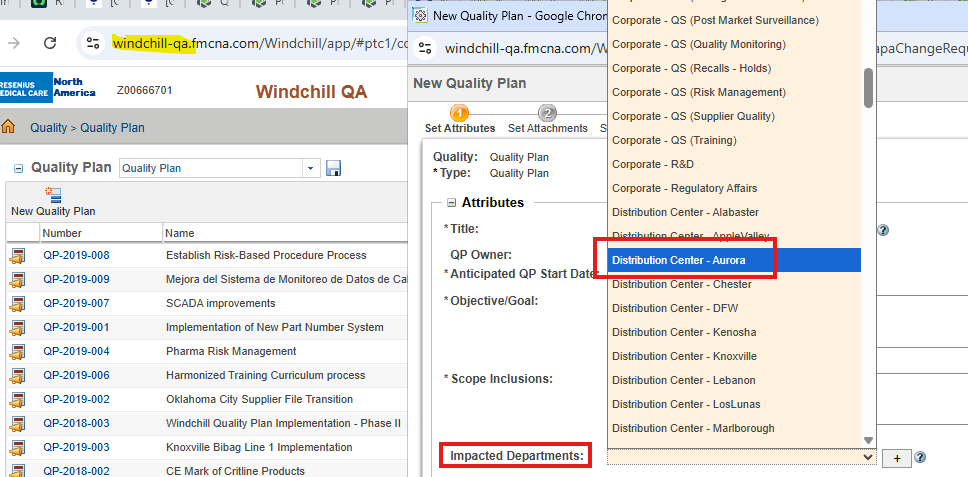 New Quality Plan - Google Chrom
windchill-qa.fmcna.com/Windchill/app/#ptc1/co
windchill-qa.fmcna.com/W
apaChangeRequ
RESENIUS
MEDICAL CARE
North
America
Z00666701
Windchill QA
Quality > Quality Plan
Quality Plan
Quality Plan
New Quality Plan
Number
Name
QP-2019-008
Establish Risk-Based Procedure Process
QP-2019-009
Mejora del Sistema de Monitoreo de Datos de Cal
QP-2019-007
SCADA improvements
QP-2019-001
Implementation of New Part Number System
QP-2019-004
Pharma Risk Management
QP-2019-006
Harmonized Training Curriculum process
QP-2019-002
Oklahoma City Supplier File Transition
QP-2018-003
Windchill Quality Plan Implementation - Phase II
QP-2019-003
Knoxville Bibag Line 1 Implementation
QP-2018-002
CE Mark of Critline Products
New Quality Plan
1
2
Set Attributes
Set Attachments
S
Quality:
Quality Plan
* Type:
Quality Plan
Attributes
* Title:
QP Owner:
* Anticipated QP Start Date:
* Objective/Goal:
* Scope Inclusions:
Impacted Departments:
Corporate - QS (Post Market Surveillance)
Corporate - QS (Quality Monitoring)
Corporate - QS (Recalls - Holds)
Corporate - QS (Risk Management)
Corporate - QS (Supplier Quality)
Corporate - QS (Training)
Corporate - R&D
Corporate - Regulatory Affairs
Distribution Center - Alabaster
Distribution Center - AppleValley
Distribution Center - Aurora
Distribution Center - Chester
Distribution Center - DFW
Distribution Center - Kenosha
Distribution Center - Knoxville
Distribution Center - Lebanon
Distribution Center - LosLunas
Distribution Center - Marlborough
+